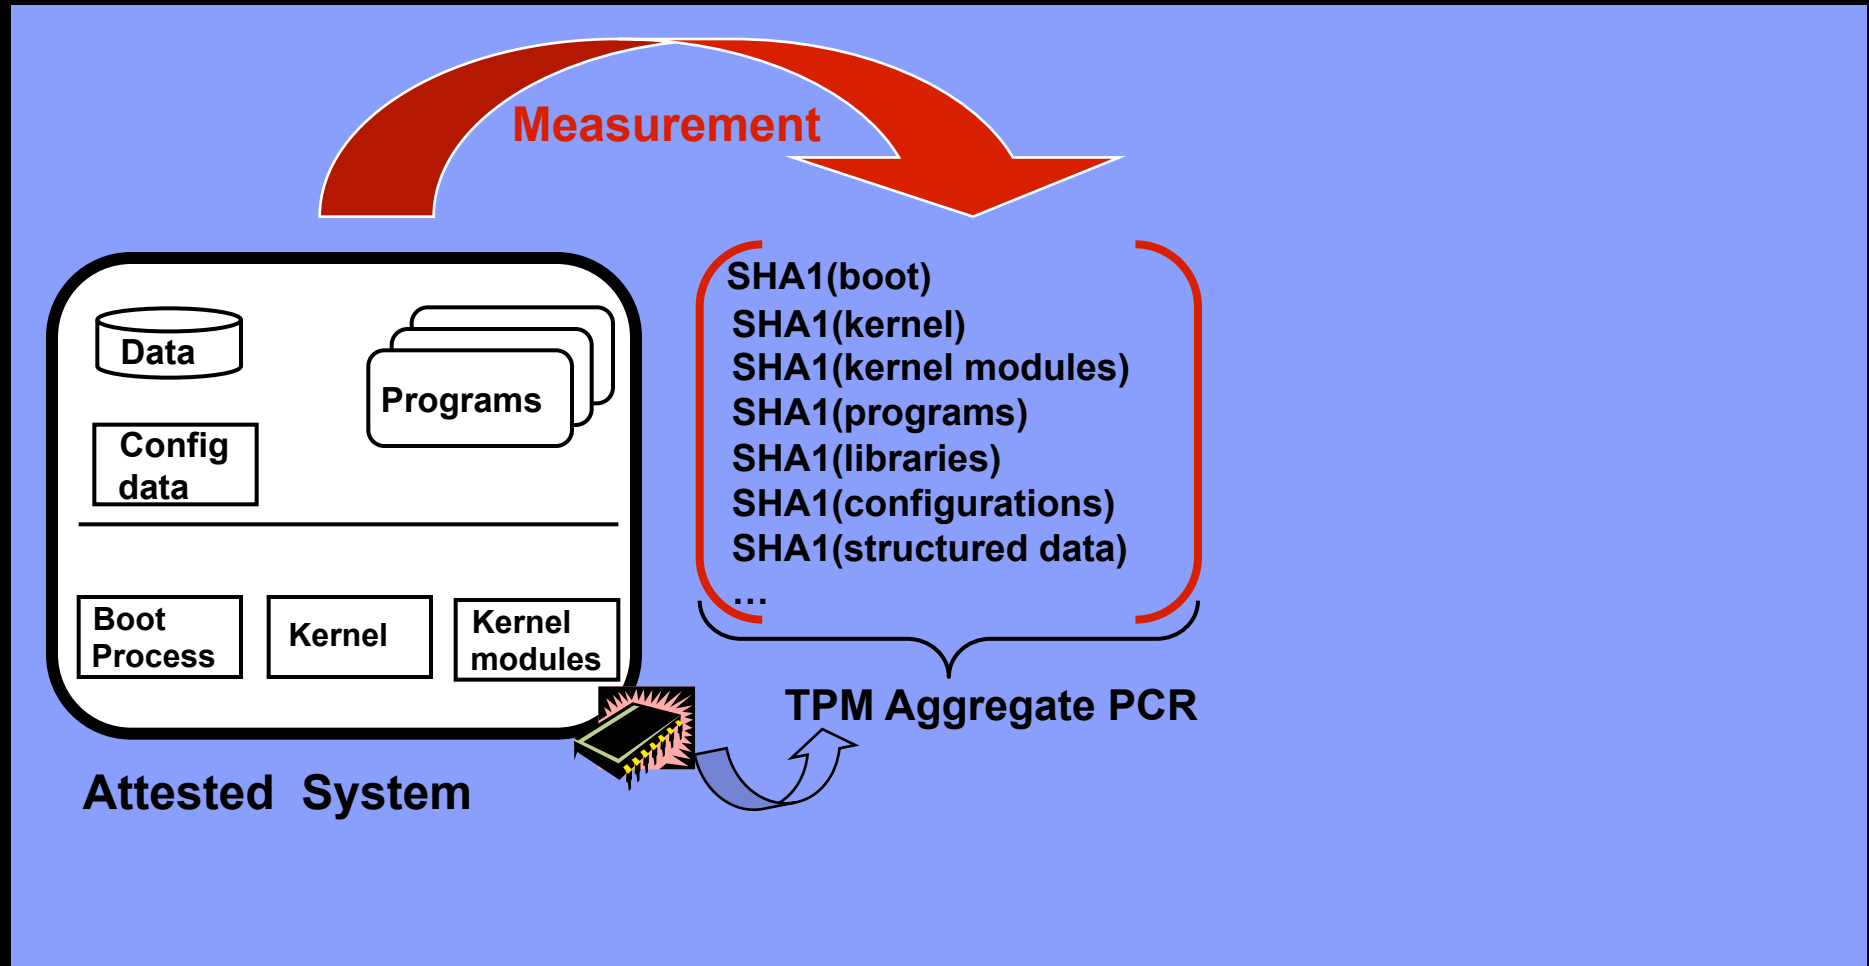 Measurement
Data
Programs
Config
data
Boot
Process
Kernel
Kernel
modules
Attested System
SHA1(boot)
SHA1(kernel)
SHA1(kernel modules)
SHA1(programs)
SHA1(libraries)
SHA1(configurations)
SHA1(structured data)
…
TPM Aggregate PCR